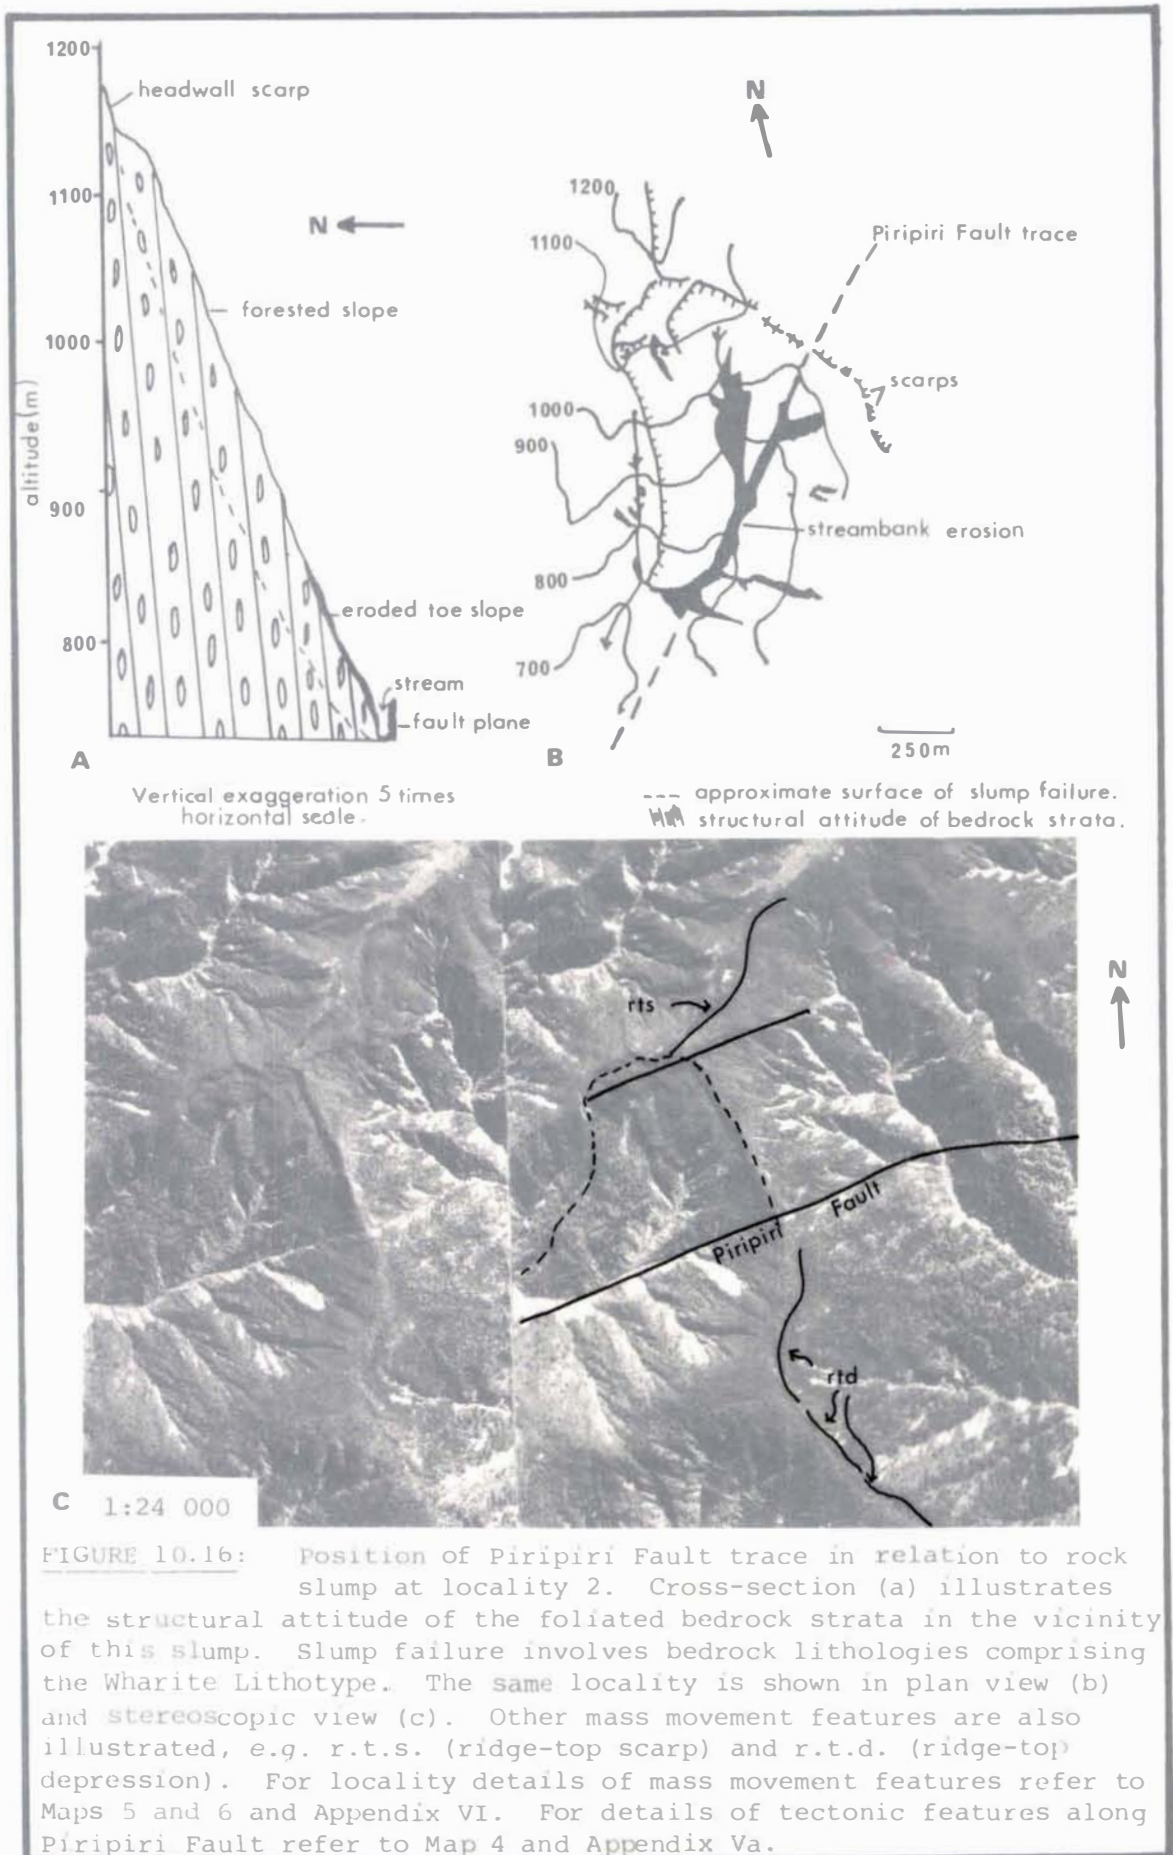 1200
headwall scarp
1100
N
forested slope
1000
altitude(m)
900
eroded toe slope
800
stream
fault plane
A
Vertical exaggeration 5 times
horizontal scale.
N
1200
1100
Piripiri Fault trace
scarps
1000
900
streambank erosion
800
700
250m
B
--- approximate surface of slump failure.
structural attitude of bedrock strata.
N
rts
Piripiri Fault
rtd
C 1:24 000
FIGURE 10.16: Position of Piripiri Fault trace in relation to rock
slump at locality 2. Cross-section (a) illustrates
the structural attitude of the foliated bedrock strata in the vicinity
of this slump. Slump failure involves bedrock lithologies comprising
the Wharite Lithotype. The same locality is shown in plan view (b)
and stereoscopic view (c). Other mass movement features are also
illustrated, e.g. r.t.s. (ridge-top scarp) and r.t.d. (ridge-top
depression). For locality details of mass movement features refer to
Maps 5 and 6 and Appendix VI. For details of tectonic features along
Piripiri Fault refer to Map 4 and Appendix Va.